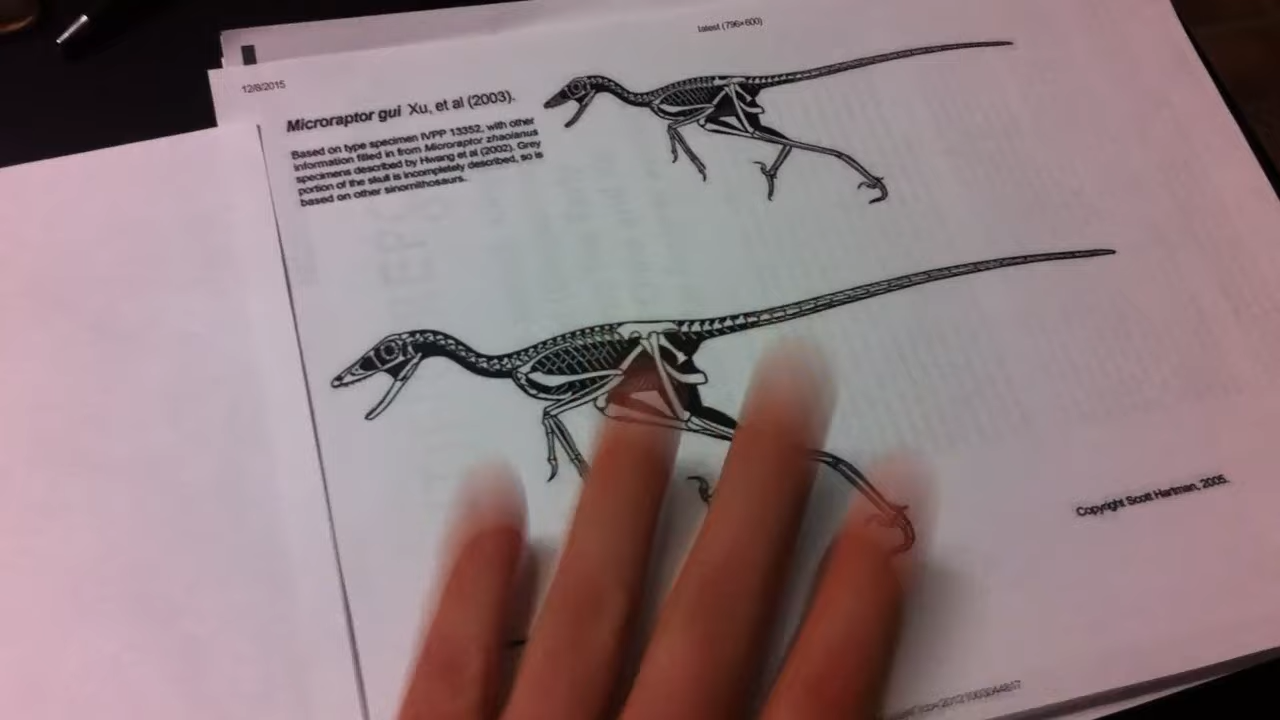 latest (796×600)
12/8/2015
Microraptor gui Xu, et al (2003).
Based on type specimen IVPP 13352, with other
information filled in from Microraptor zhaoianus
specimens described by Hwang et al (2002). Grey
portion of the skull is incompletely described, so is
based on other sinornithosaurs.
Copyright Scott Hartman, 2005.